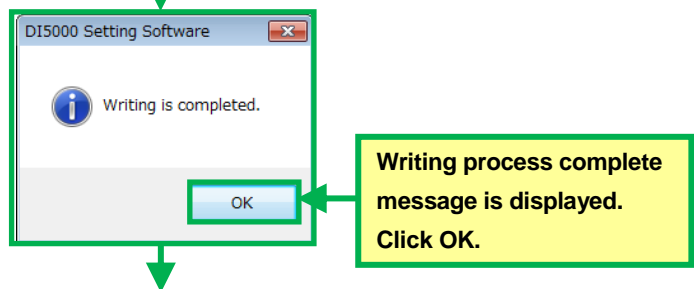 DI5000 Setting Software
Writing is completed.
OK
Writing process complete
message is displayed.
Click OK.